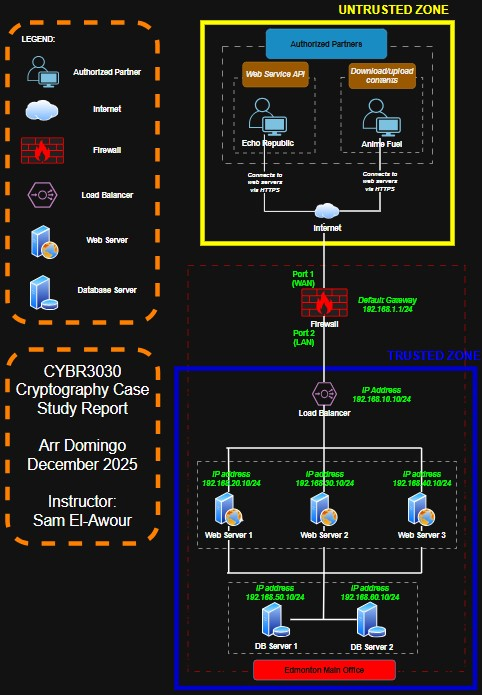 UNTRUSTED ZONE
LEGEND:
Authorized Partner
Internet
Firewall
Load Balancer
Web Server
Database Server
CYBR3030
Cryptography Case
Study Report
Arr Domingo
December 2025
Instructor:
Sam El-Awour
Authorized Partners
Web Service API
Download/upload
contents
Echo Republic
Anime Fuel
Connects to
web servers
via HTTPS
Connects to
web servers
via HTTPS
Internet
Port 1
(WAN)
Default Gateway
192.168.1.1/24
Firewall
Port 2
(LAN)
TRUSTED ZONE
IP Address
192.168.10.10/24
Load Balancer
IP address
192.168.20.10/24
IP address
192.168.30.10/24
IP address
192.168.40.10/24
Web Server 1
Web Server 2
Web Server 3
IP address
192.168.50.10/24
IP address
192.168.60.10/24
DB Server 1
DB Server 2
Edmonton Main Office